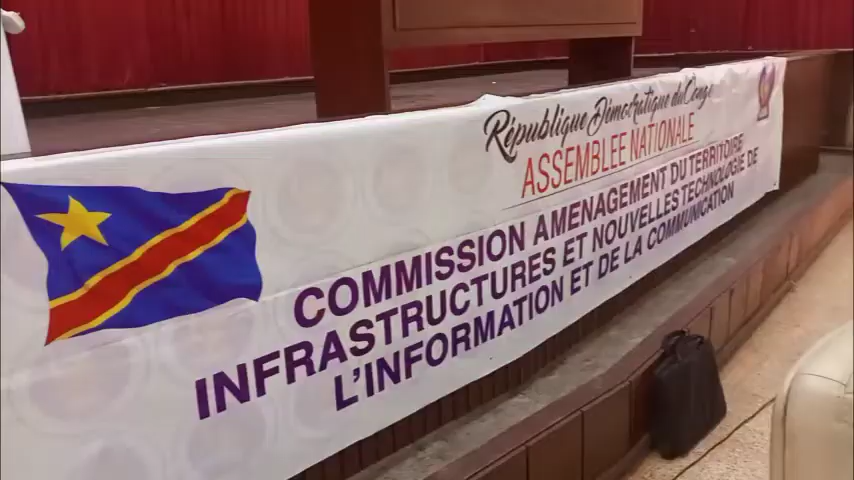 République Démocratique du Congo
ASSEMBLEE NATIONALE
COMMISSION AMENAGEMENT DU TERRITOIRE
INFRASTRUCTURES ET NOUVELLES TECHNOLOGIE DE
L'INFORMATION ET DE LA COMMUNICATION